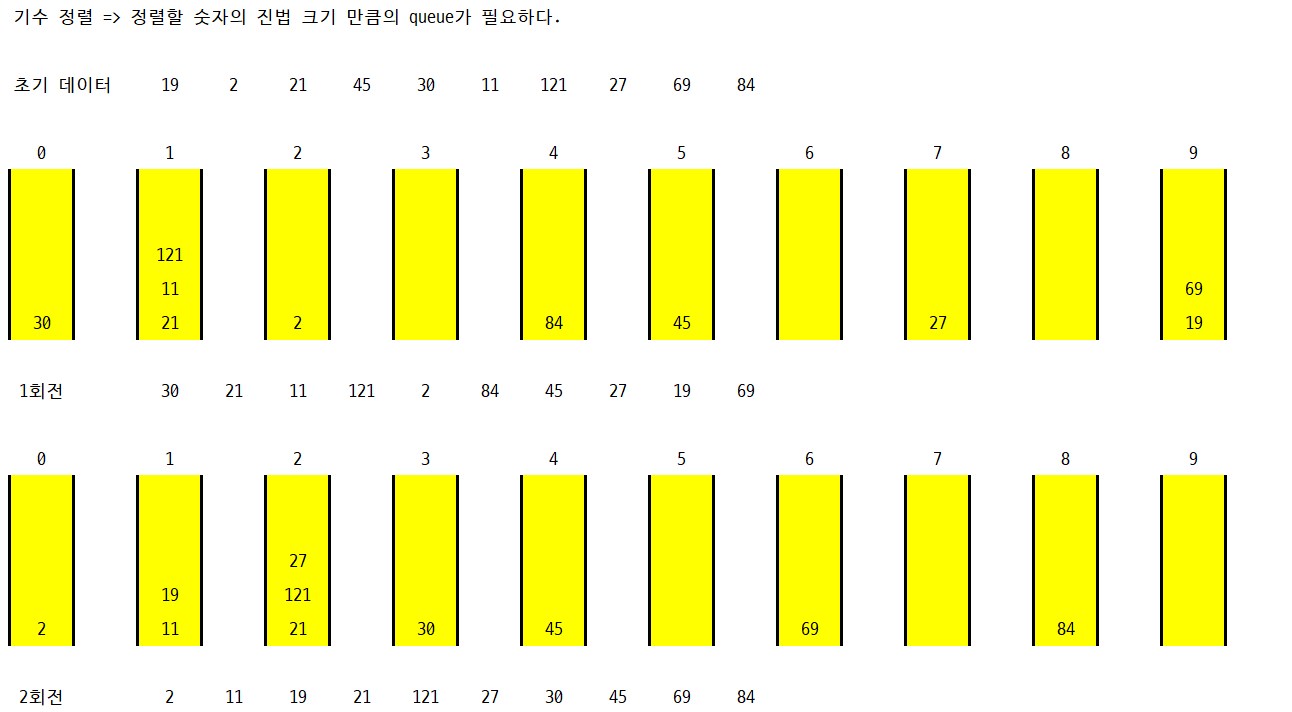 기수 정렬 => 정렬할 숫자의 진법 크기 만큼의 queue가 필요하다.
초기 데이터 19 2 21 45 30 11 121 27 69 84
0 1 2 3 4 5 6 7 8 9
121
11 69
30 21 2 84 45 27 19
1회전 30 21 11 121 2 84 45 27 19 69
0 1 2 3 4 5 6 7 8 9
27
19 121
2 11 21 30 45 69 84
2회전 2 11 19 21 121 27 30 45 69 84